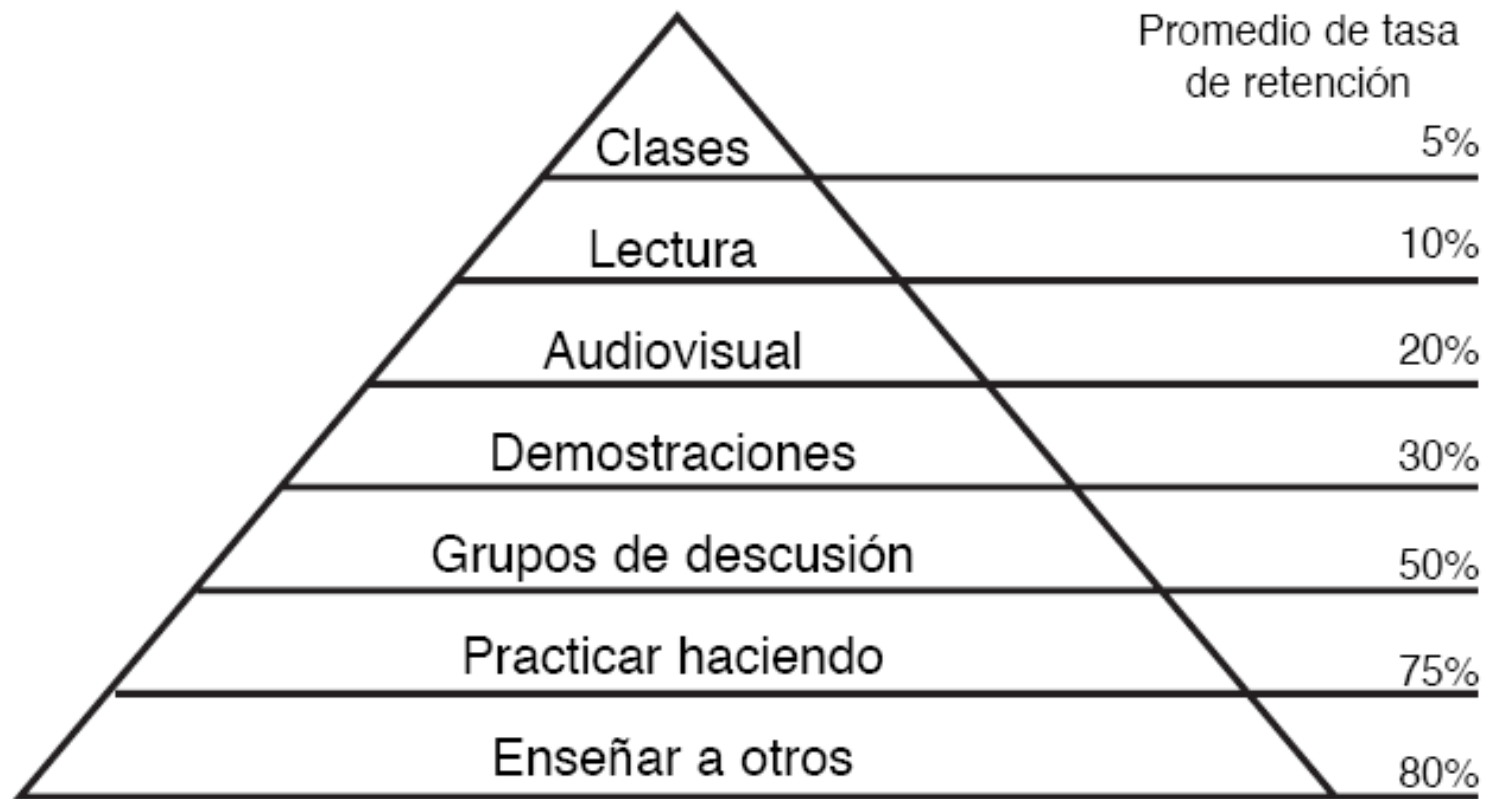 Promedio de tasa
de retención
Clases 5%
Lectura 10%
Audiovisual 20%
Demostraciones 30%
Grupos de descusión 50%
Practicar haciendo 75%
Enseñar a otros 80%